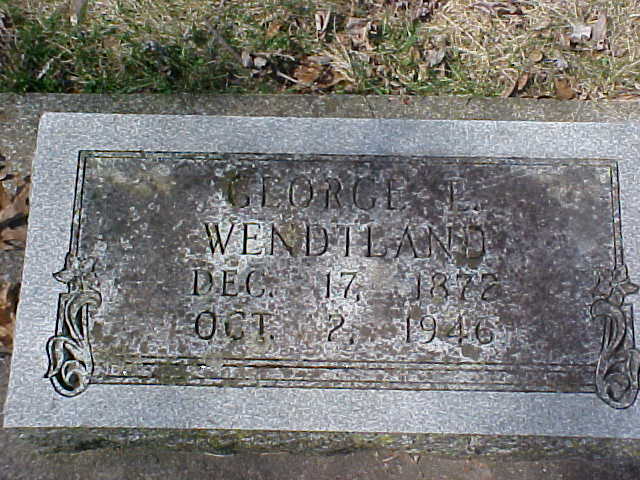 GEORGE E.
WENDTLAND
DEC. 17, 1872
OCT. 2, 1946